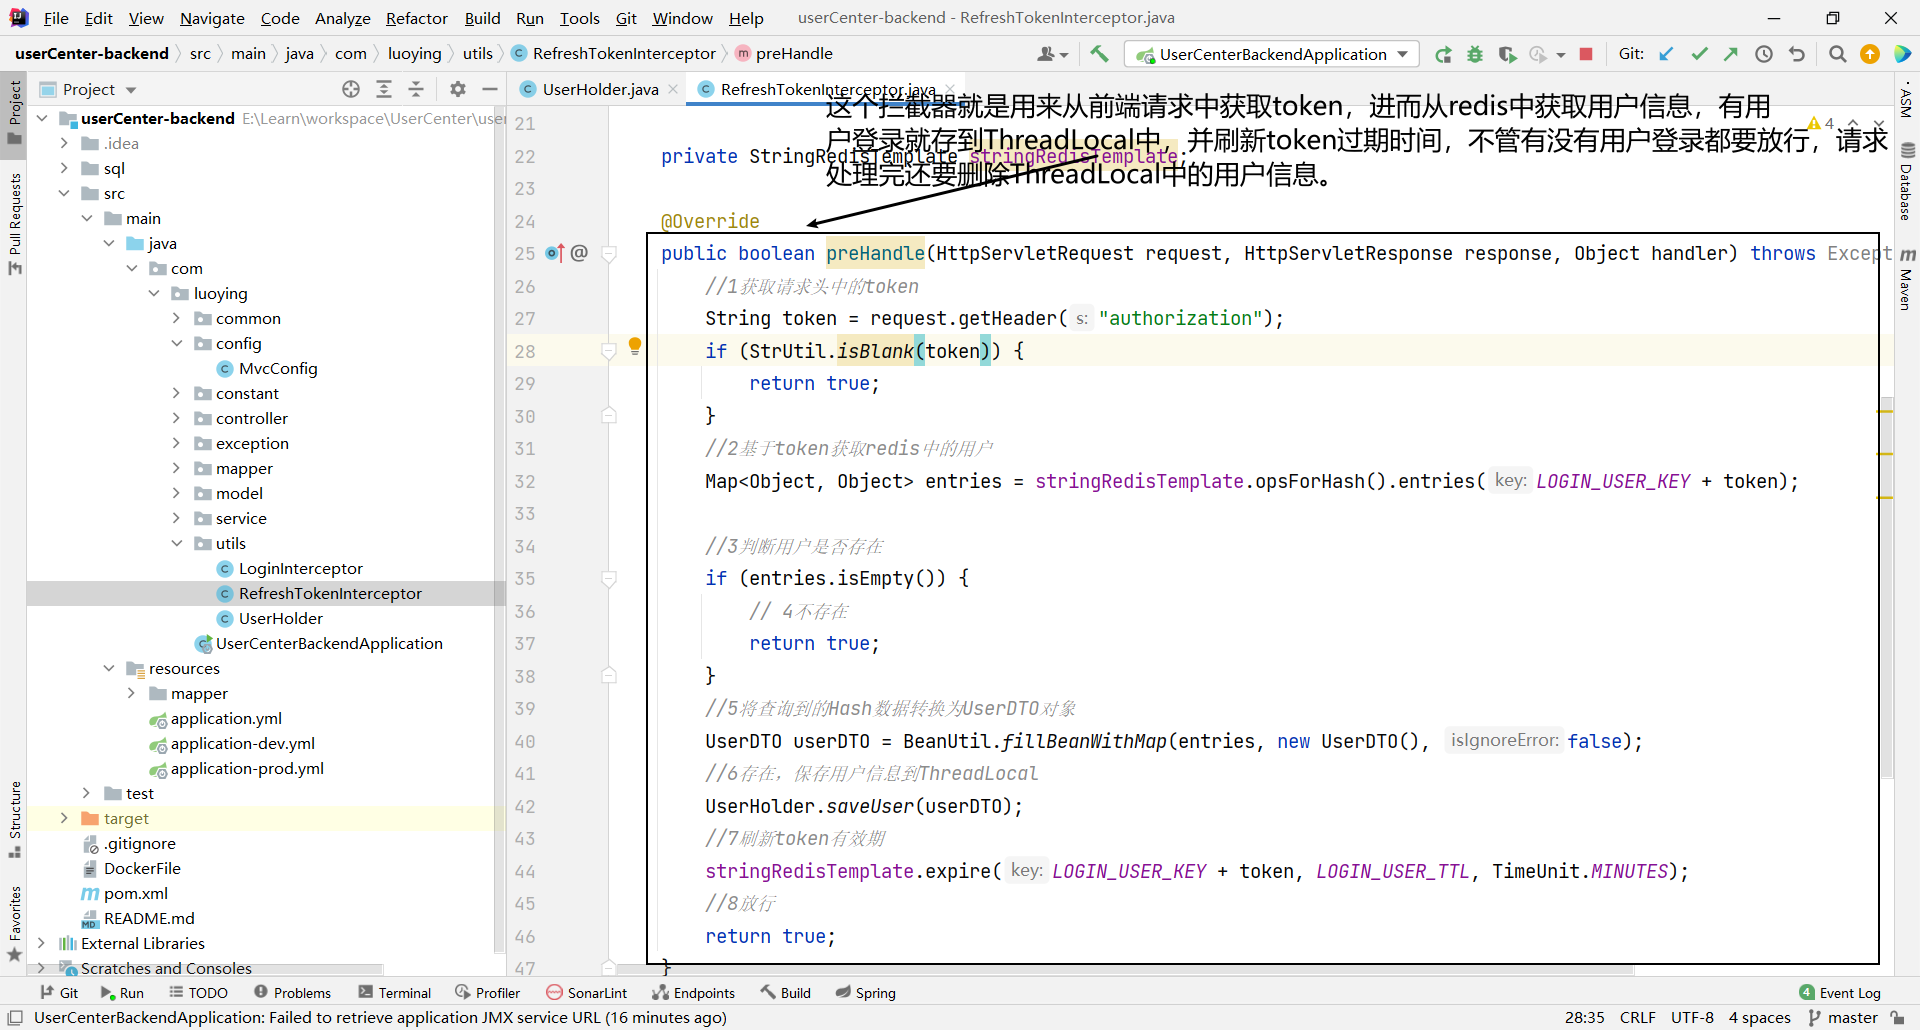 File Edit View Navigate Code Analyze Refactor Build Run Tools Git Window Help userCenter-backend - RefreshTokenInterceptor.java
userCenter-backend src main java com luoying utils RefreshTokenInterceptor preHandle UserCenterBackendApplication Git:
Project
UserHolder.java RefreshTokenInterceptor.java
userCenter-backend E:\Learn\workspace\UserCenter\user
.idea
sql
src
main
java
com
luoying
common
config
MvcConfig
constant
controller
exception
mapper
model
service
utils
LoginInterceptor
RefreshTokenInterceptor
UserHolder
UserCenterBackendApplication
resources
mapper
application.yml
application-dev.yml
application-prod.yml
test
target
.gitignore
DockerFile
pom.xml
README.md
External Libraries
Scratches and Consoles
Project
Pull Requests
Structure
Favorites
这个拦截器就是用来从前端请求中获取token，进而从redis中获取用户信息，有用
户登录就存到ThreadLocal中，并刷新token过期时间，不管有没有用户登录都要放行，请求
处理完还要删除ThreadLocal中的用户信息。
4
21
22 private StringRedisTemplate stringRedisTemplate;
23
24 @Override
25 @ public boolean preHandle(HttpServletRequest request, HttpServletResponse response, Object handler) throws Except
26 //1获取请求头中的token
27 String token = request.getHeader( s: "authorization");
28 if (StrUtil.isBlank(token)) {
29 return true;
30 }
31 //2基于token获取redis中的用户
32 Map<Object, Object> entries = stringRedisTemplate.opsForHash().entries( key: LOGIN_USER_KEY + token);
33
34 //3判断用户是否存在
35 if (entries.isEmpty()) {
36 // 4不存在
37 return true;
38 }
39 //5将查询到的Hash数据转换为UserDTO对象
40 UserDTO userDTO = BeanUtil.fillBeanWithMap(entries, new UserDTO(), isIgnoreError: false);
41 //6存在，保存用户信息到ThreadLocal
42 UserHolder.saveUser(userDTO);
43 //7刷新token有效期
44 stringRedisTemplate.expire( key: LOGIN_USER_KEY + token, LOGIN_USER_TTL, TimeUnit.MINUTES);
45 //8放行
46 return true;
47 }
ASM
Database
Maven
Git Run TODO Problems Terminal Profiler SonarLint Endpoints Build Spring 4 Event Log
UserCenterBackendApplication: Failed to retrieve application JMX service URL (16 minutes ago) 28:35 CRLF UTF-8 4 spaces master